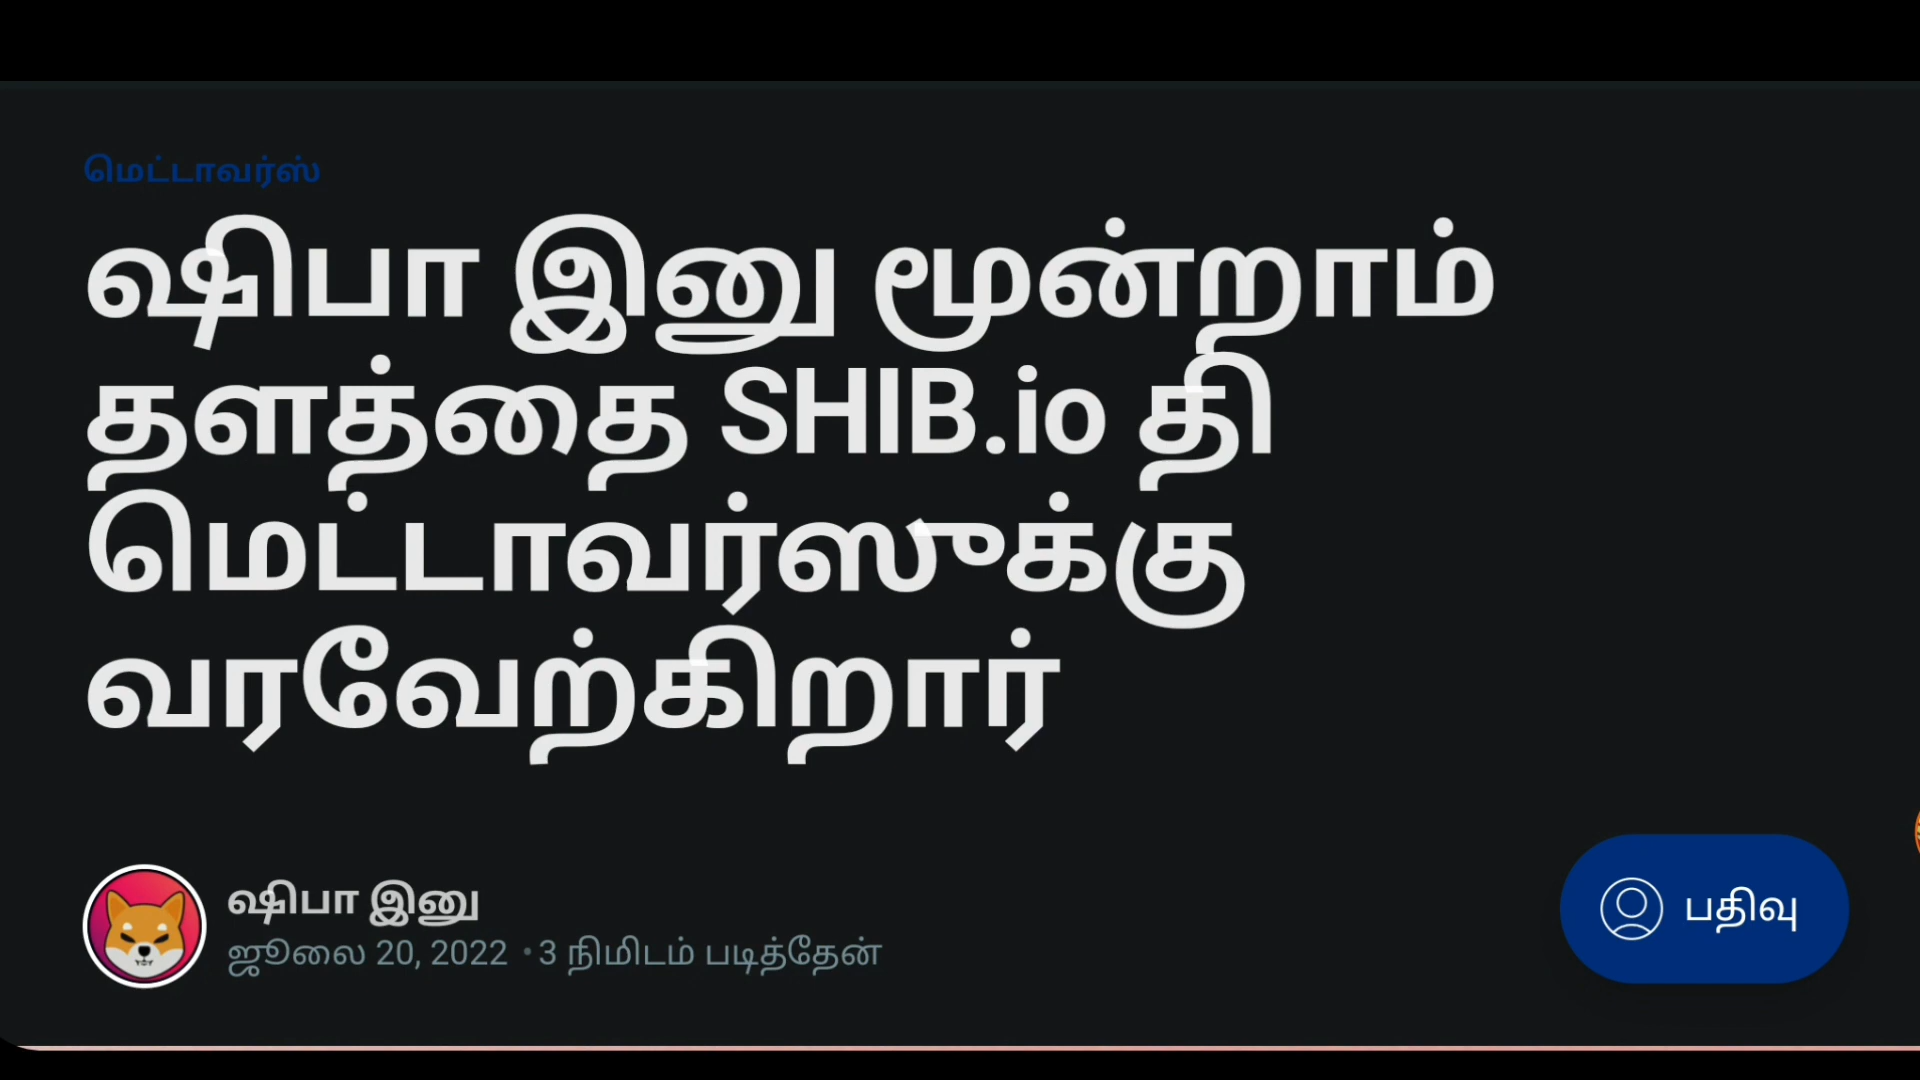 மெட்டாவர்ஸ்
ஷிபா இனு மூன்றாம்
தளத்தை SHIB.io தி
மெட்டாவர்ஸுக்கு
வரவேற்கிறார்
ஷிபா இனு
ஜூலை 20, 2022 • 3 நிமிடம் படித்தேன்
பதிவு